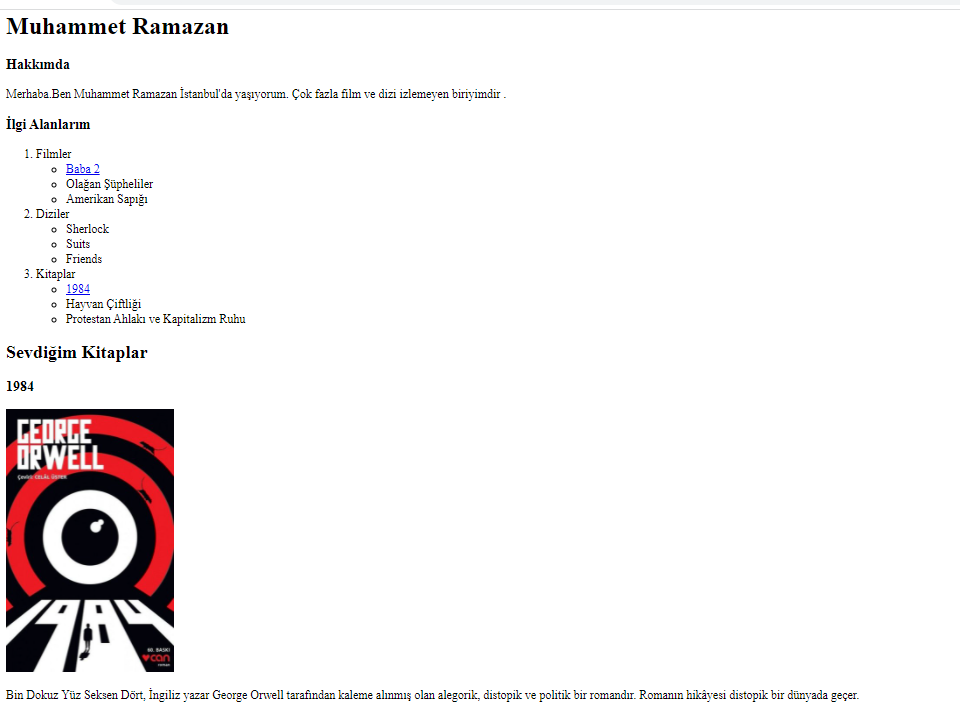 Muhammet Ramazan
Hakkımda
Merhaba.Ben Muhammet Ramazan İstanbul'da yaşıyorum. Çok fazla film ve dizi izlemeyen biriyimdir .
İlgi Alanlarım
1. Filmler
Baba 2
Olağan Şüpheliler
Amerikan Sapığı
2. Diziler
Sherlock
Suits
Friends
3. Kitaplar
1984
Hayvan Çiftliği
Protestan Ahlakı ve Kapitalizm Ruhu
Sevdiğim Kitaplar
1984
GEORGE
ORWELL
Çeviri: CELÂL ÜSTER
1984
60. BASKI
can
roman
Bin Dokuz Yüz Seksen Dört, İngiliz yazar George Orwell tarafından kaleme alınmış olan alegorik, distopik ve politik bir romandır. Romanın hikâyesi distopik bir dünyada geçer.